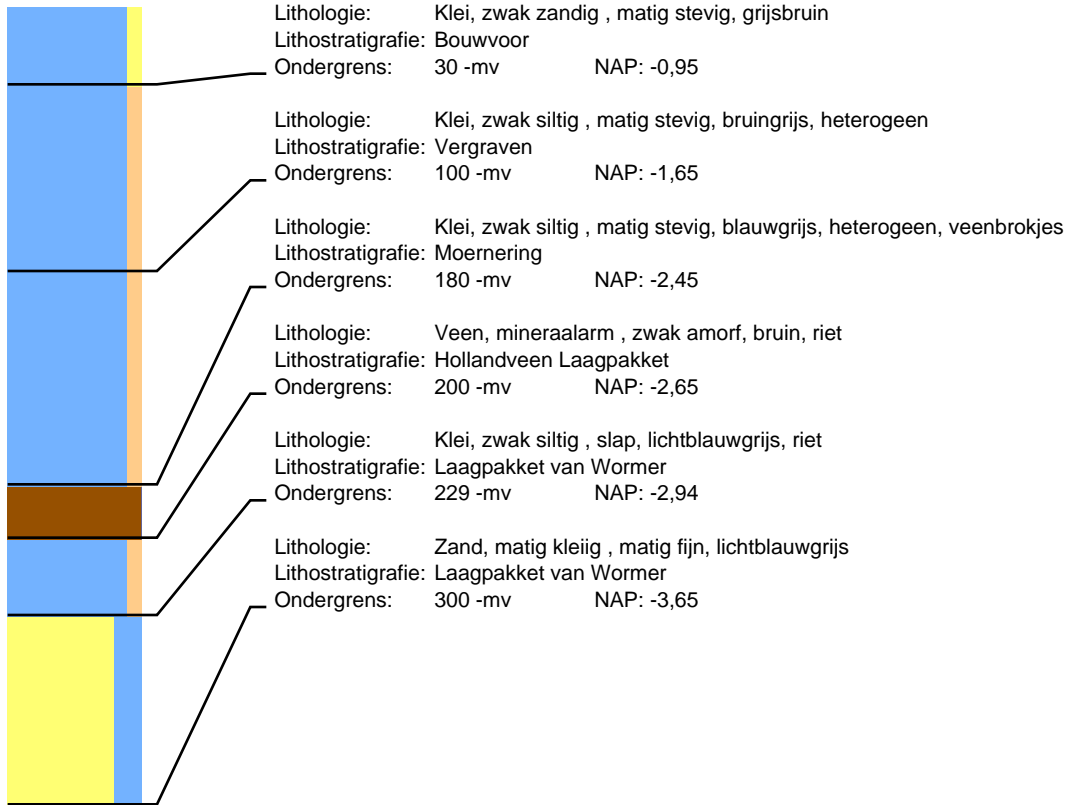 Lithologie: Klei, zwak zandig , matig stevig, grijsbruin
Lithostratigrafie: Bouwvoor
Ondergrens: 30 -mv NAP: -0,95
Lithologie: Klei, zwak siltig , matig stevig, bruingrijs, heterogeen
Lithostratigrafie: Vergraven
Ondergrens: 100 -mv NAP: -1,65
Lithologie: Klei, zwak siltig , matig stevig, blauwgrijs, heterogeen, veenbrokjes
Lithostratigrafie: Moernering
Ondergrens: 180 -mv NAP: -2,45
Lithologie: Veen, mineraalarm , zwak amorf, bruin, riet
Lithostratigrafie: Hollandveen Laagpakket
Ondergrens: 200 -mv NAP: -2,65
Lithologie: Klei, zwak siltig , slap, lichtblauwgrijs, riet
Lithostratigrafie: Laagpakket van Wormer
Ondergrens: 229 -mv NAP: -2,94
Lithologie: Zand, matig kleiig , matig fijn, lichtblauwgrijs
Lithostratigrafie: Laagpakket van Wormer
Ondergrens: 300 -mv NAP: -3,65